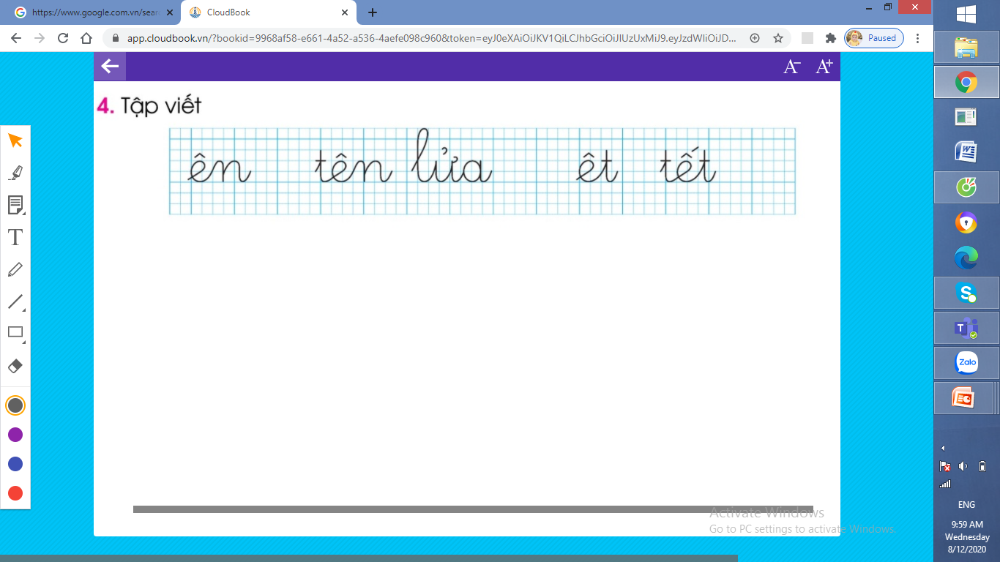 https://www.google.com.vn/sear
CloudBook
app.cloudbook.vn/?bookid=9968af58-e661-4a52-a536-4aefe098c960&token=eyJ0eXAiOiJKV1QiLCJhbGciOiJIUzUxMiJ9.eyJzdWIiOiJD...
Paused
A- A+
4. Tập viết
ên tên lửa êt tết
T
Zalo
Activate Windows
Go to PC settings to activate Windows.
ENG
9:59 AM
Wednesday
8/12/2020